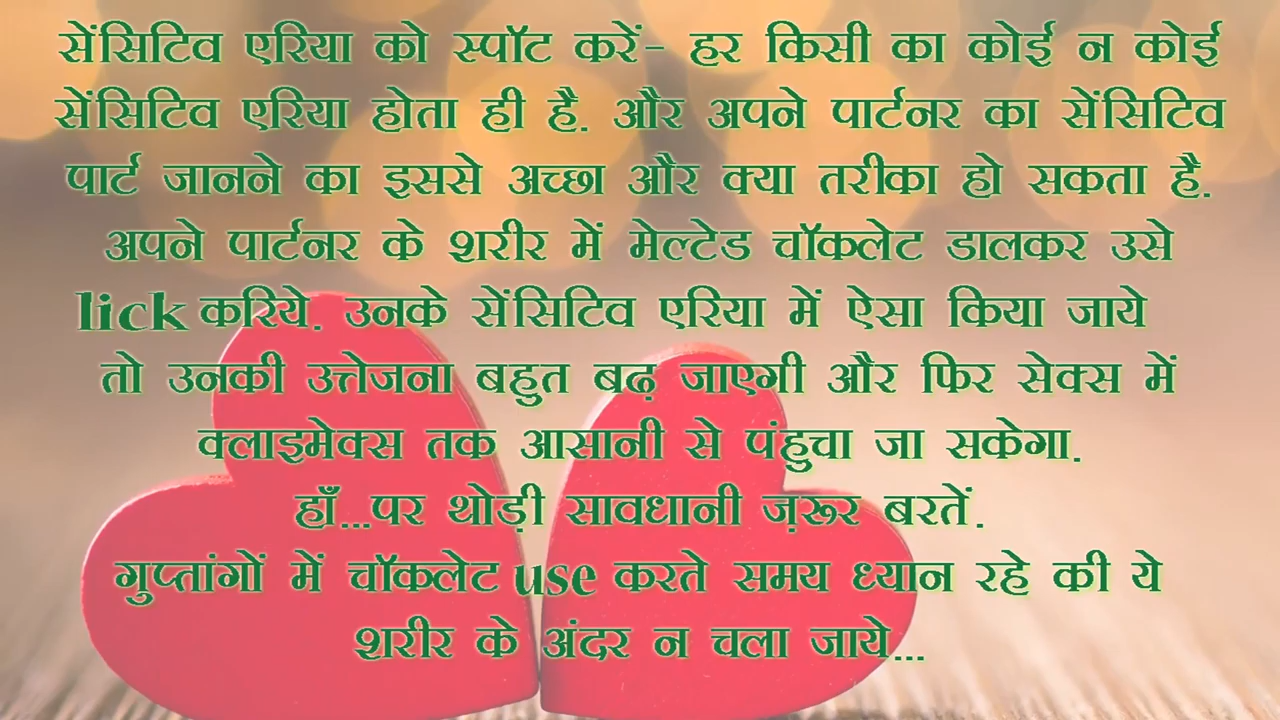 सेंसिटिव एरिया को स्पॉट करें- हर किसी का कोई न कोई
सेंसिटिव एरिया होता ही है. और अपने पार्टनर का सेंसिटिव
पार्ट जानने का इससे अच्छा और क्या तरीका हो सकता है.
अपने पार्टनर के शरीर में मेल्टेड चॉकलेट डालकर उसे
lick करिये. उनके सेंसिटिव एरिया में ऐसा किया जाये
तो उनकी उत्तेजना बहुत बढ़ जाएगी और फिर सेक्स में
क्लाइमेक्स तक आसानी से पंहुचा जा सकेगा.
हाँ...पर थोड़ी सावधानी ज़रूर बरतें.
गुप्तांगों में चॉकलेट use करते समय ध्यान रहे की ये
शरीर के अंदर न चला जाये...